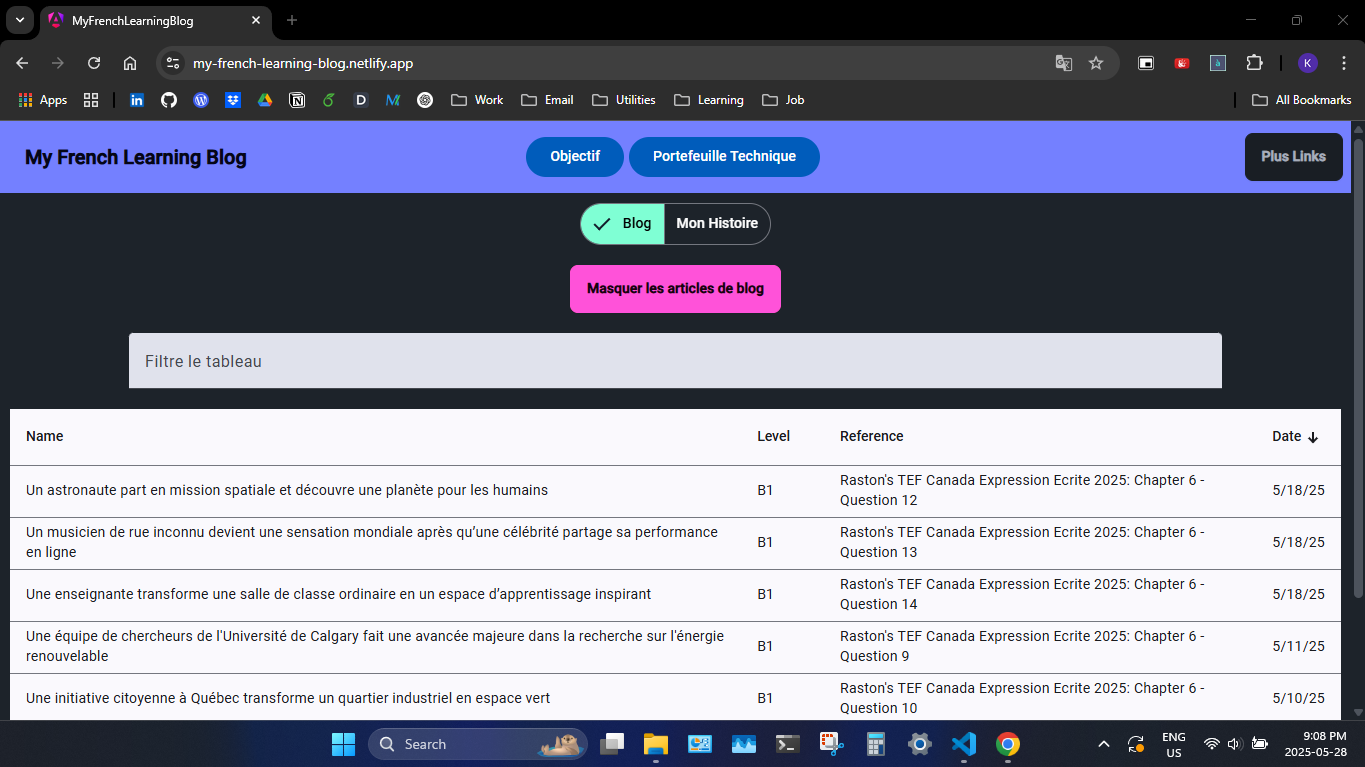 MyFrenchLearningBlog
my-french-learning-blog.netlify.app
K
Apps
in
D
Work
Email
Utilities
Learning
Job
All Bookmarks
My French Learning Blog
Objectif
Portefeuille Technique
Plus Links
Blog
Mon Histoire
Masquer les articles de blog
Filtre le tableau
Name Level Reference Date
Un astronaute part en mission spatiale et découvre une planète pour les humains B1 Raston's TEF Canada Expression Ecrite 2025: Chapter 6 - 5/18/25
Question 12
Un musicien de rue inconnu devient une sensation mondiale après qu’une célébrité partage sa performance B1 Raston's TEF Canada Expression Ecrite 2025: Chapter 6 - 5/18/25
en ligne Question 13
Une enseignante transforme une salle de classe ordinaire en un espace d’apprentissage inspirant B1 Raston's TEF Canada Expression Ecrite 2025: Chapter 6 - 5/18/25
Question 14
Une équipe de chercheurs de l'Université de Calgary fait une avancée majeure dans la recherche sur l'énergie B1 Raston's TEF Canada Expression Ecrite 2025: Chapter 6 - 5/11/25
renouvelable Question 9
Une initiative citoyenne à Québec transforme un quartier industriel en espace vert B1 Raston's TEF Canada Expression Ecrite 2025: Chapter 6 - 5/10/25
Question 10
Search
ENG
US
9:08 PM
2025-05-28